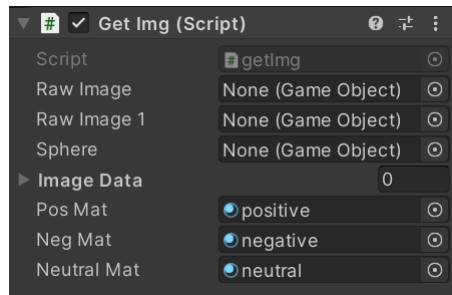 # Get Img (Script)
Script #getImg
Raw Image None (Game Object)
Raw Image 1 None (Game Object)
Sphere None (Game Object)
Image Data 0
Pos Mat positive
Neg Mat negative
Neutral Mat neutral